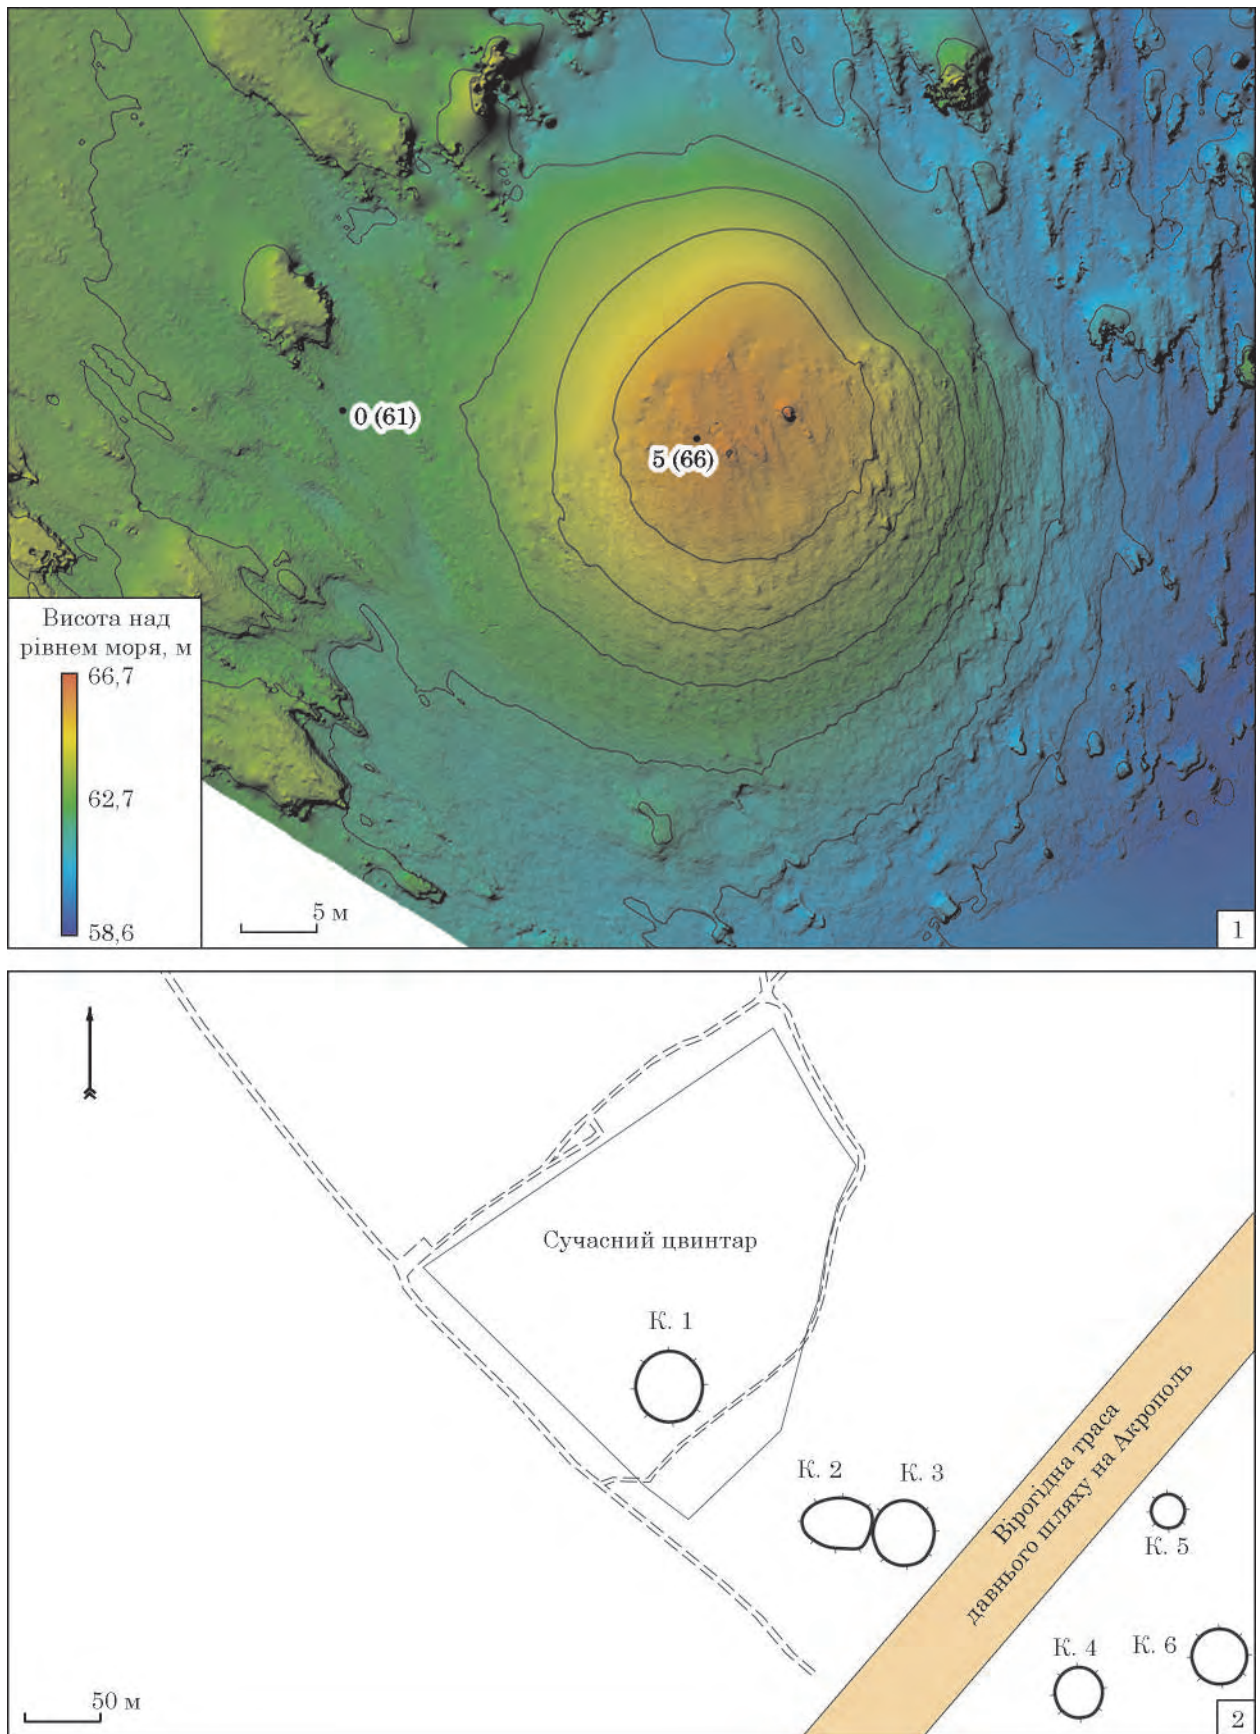 0 (61)
5 (66)
Висота над
рівнем моря, м
66,7
62,7
58,6
5 м
1
Сучасний цвинтар
К. 1
К. 2
К. 3
Вірогідна траса
давнього шляху на Акрополь
К. 5
К. 4
К. 6
50 м
2